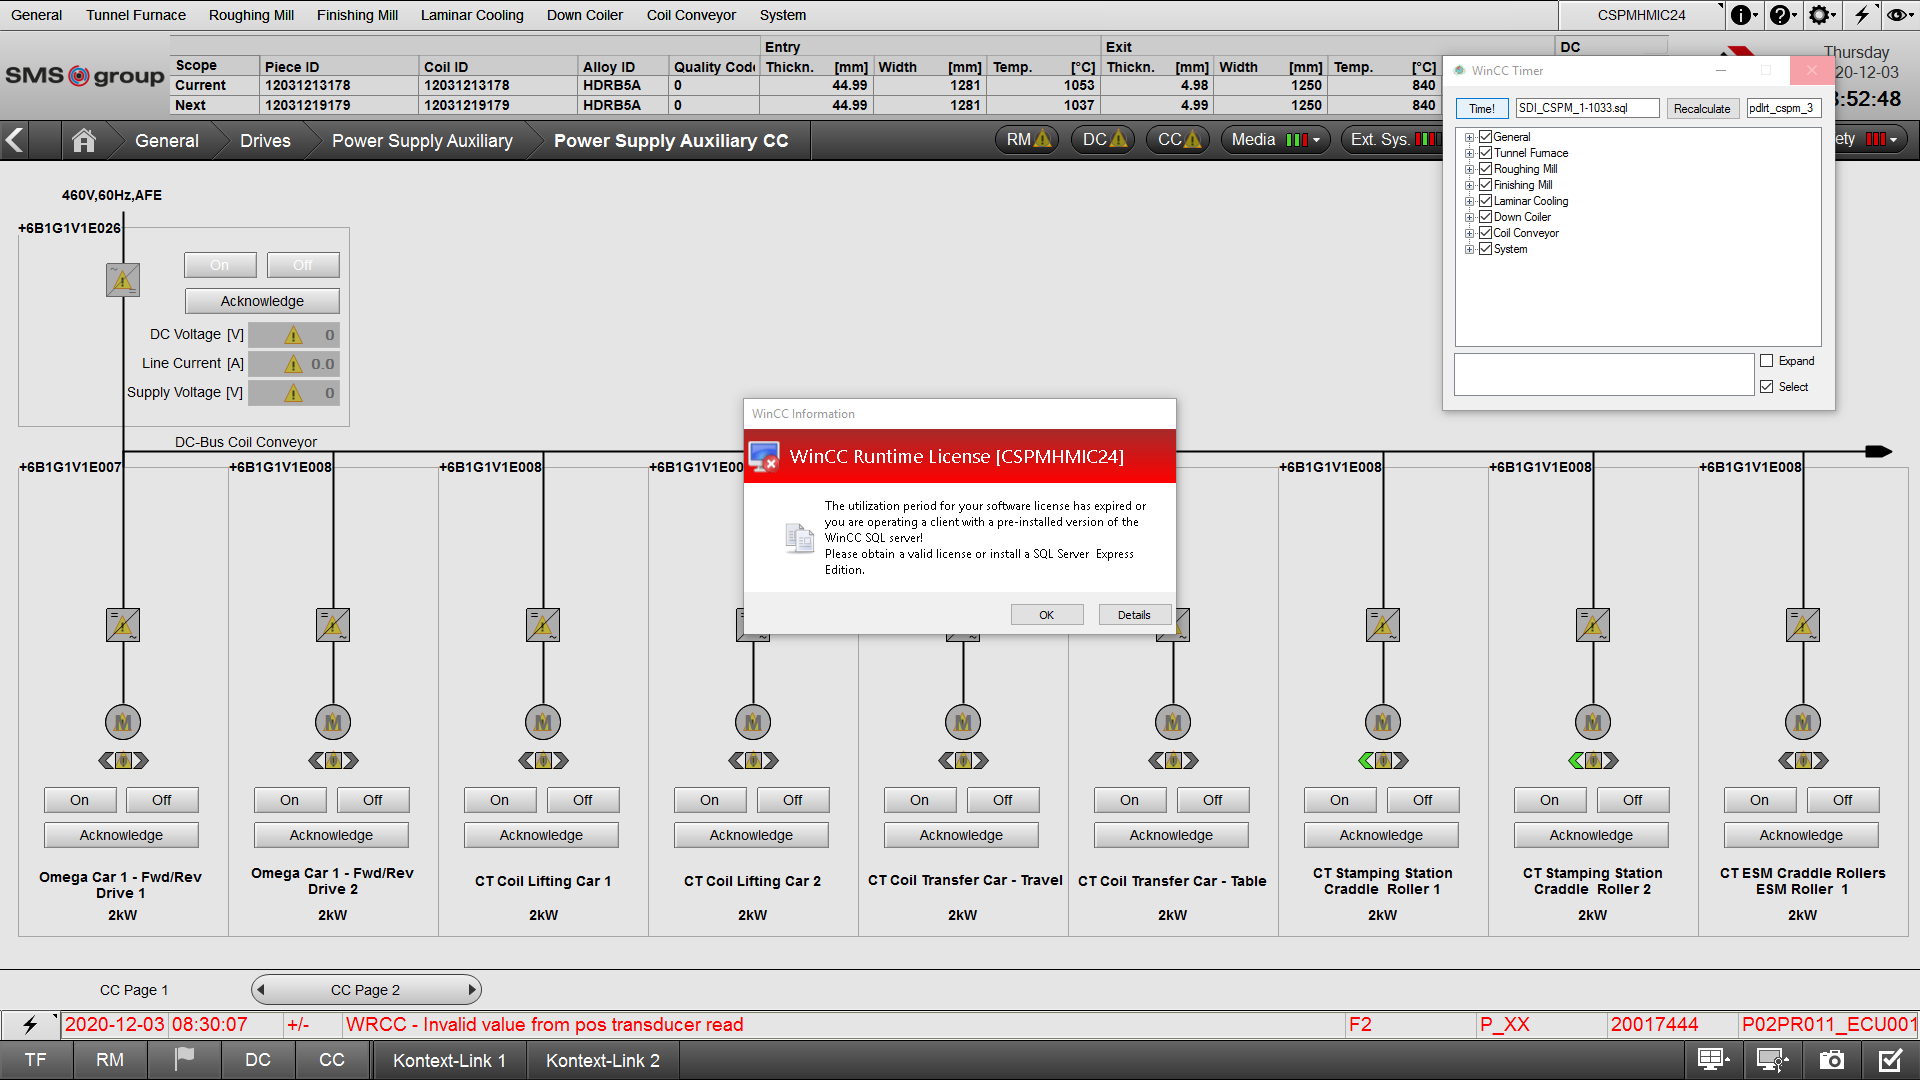 General Tunnel Furnace Roughing Mill Finishing Mill Laminar Cooling Down Coiler Coil Conveyor System CSPMHMIC24
SMS group
Entry Exit DC
Scope Piece ID Coil ID Alloy ID Quality Code Thickn. [mm] Width [mm] Temp. [°C] Thickn. [mm] Width [mm] Temp. [°C]
Current 12031213178 12031213178 HDRB5A 0 44.99 1281 1053 4.98 1250 840
Next 12031219179 12031219179 HDRB5A 0 44.99 1281 1037 4.99 1250 840
Thursday
20-12-03
:52:48
General Drives Power Supply Auxiliary Power Supply Auxiliary CC RM DC CC Media Ext. Sys. ety
WinCC Timer
Time! SDI_CSPM_1-1033.sql Recalculate pdlrt_cspm_3
General
Tunnel Furnace
Roughing Mill
Finishing Mill
Laminar Cooling
Down Coiler
Coil Conveyor
System
Expand
Select
460V,60Hz,AFE
+6B1G1V1E026
On Off
Acknowledge
DC Voltage [V] 0
Line Current [A] 0.0
Supply Voltage [V] 0
DC-Bus Coil Conveyor
+6B1G1V1E007 +6B1G1V1E008 +6B1G1V1E008 +6B1G1V1E00 +6B1G1V1E008 +6B1G1V1E008 +6B1G1V1E008
WinCC Information
WinCC Runtime License [CSPMHMIC24]
The utilization period for your software license has expired or
you are operating a client with a pre-installed version of the
WinCC SQL server!
Please obtain a valid license or install a SQL Server Express
Edition.
OK Details
M M M M M M M M M
On Off On Off On Off On Off On Off On Off On Off On Off On Off
Acknowledge Acknowledge Acknowledge Acknowledge Acknowledge Acknowledge Acknowledge Acknowledge Acknowledge
Omega Car 1 - Fwd/Rev
Drive 1
2kW
Omega Car 1 - Fwd/Rev
Drive 2
2kW
CT Coil Lifting Car 1
2kW
CT Coil Lifting Car 2
2kW
CT Coil Transfer Car - Travel
2kW
CT Coil Transfer Car - Table
2kW
CT Stamping Station
Craddle Roller 1
2kW
CT Stamping Station
Craddle Roller 2
2kW
CT ESM Craddle Rollers
ESM Roller 1
2kW
CC Page 1 CC Page 2
2020-12-03 08:30:07 +/- WRCC - Invalid value from pos transducer read F2 P_XX 20017444 P02PR011_ECU001
TF RM DC CC Kontext-Link 1 Kontext-Link 2